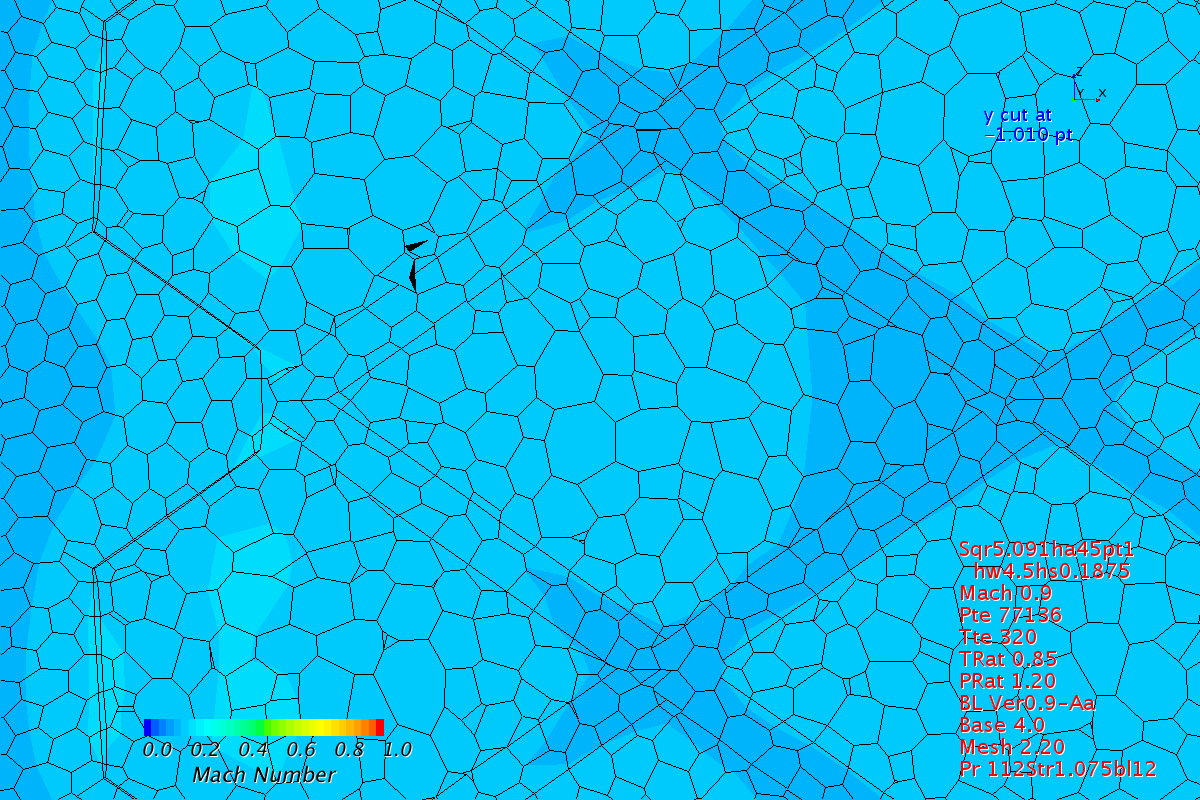 Z
Y X
y cut at
-1.010 pt
Sqr5.091ha45pt1
hw4.5hs0.1875
Mach 0.9
Pte 77136
Tte 320
TRat 0.85
PRat 1.20
BL Ver0.9-Aa
Base 4.0
Mesh 2.20
Pr 112Str1.075bl12
0.0 0.2 0.4 0.6 0.8 1.0
Mach Number